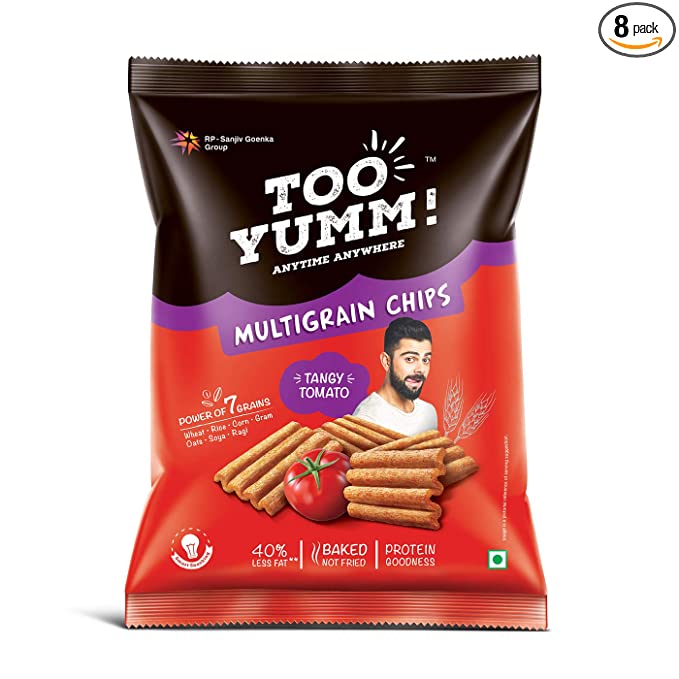 8 pack
RP-Sanjiv Goenka
Group
TOO
YUMM!
TM
ANYTIME ANYWHERE
MULTIGRAIN CHIPS
TANGY
TOMATO
POWER OF 7 GRAINS
Wheat · Rice · Corn · Gram
Oats · Soya · Ragi
40%
LESS FAT**
BAKED
NOT FRIED
PROTEIN
GOODNESS